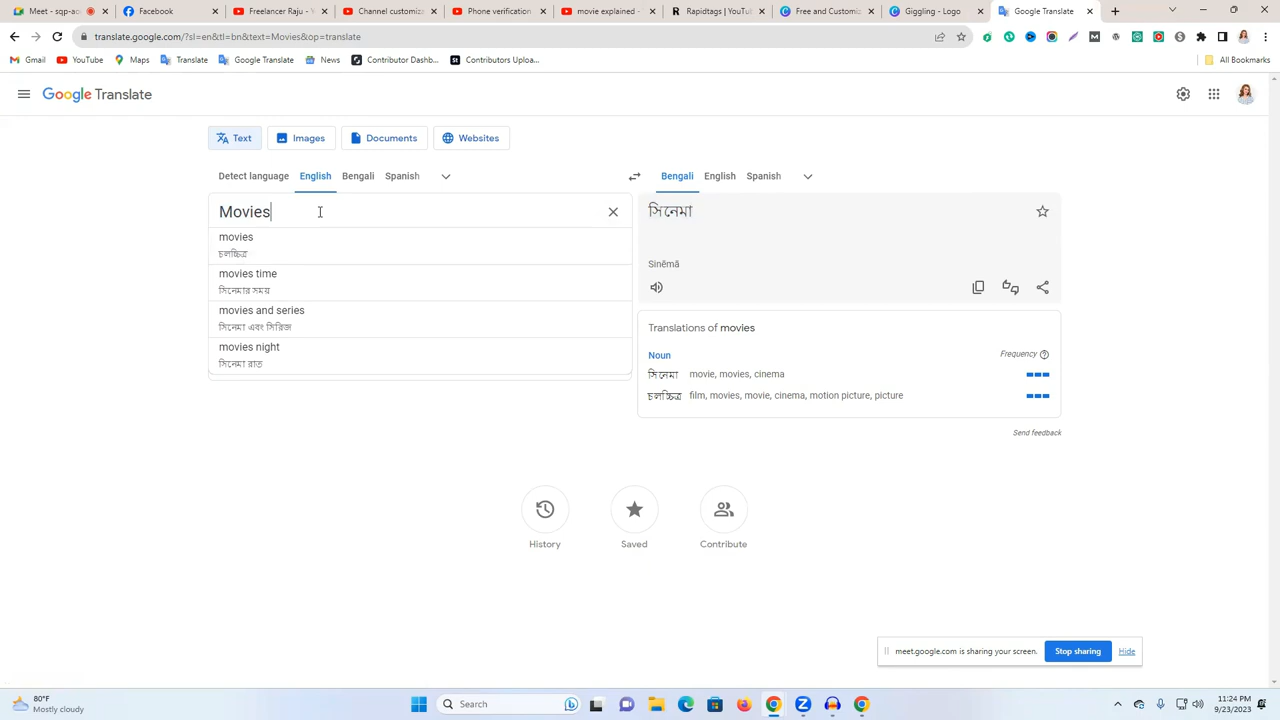 Meet - sqp-
Facebook
Freelancer Raju - \
Channel customiz
Phone verification
movie explained -
Rapidtags | YouTub
Free and Customiz
Giggling - Logo
Google Translate
translate.google.com/?sl=en&tl=bn&text=Movies&op=translate
Gmail
YouTube
Maps
Translate
Google Translate
News
Contributor Dashb...
Contributors Uploa...
All Bookmarks
Google Translate
Text
Images
Documents
Websites
Detect language
English
Bengali
Spanish
Bengali
English
Spanish
Movies
সিনেমা
movies
চলচ্চিত্র
Sinēmā
movies time
সিনেমার সময়
movies and series
সিনেমা এবং সিরিজ
Translations of movies
movies night
সিনেমা রাত
Noun
Frequency
সিনেমা movie, movies, cinema
চলচ্চিত্র film, movies, movie, cinema, motion picture, picture
Send feedback
History
Saved
Contribute
meet.google.com is sharing your screen.
Stop sharing
Hide
80°F
Mostly cloudy
Search
11:24 PM
9/23/2023